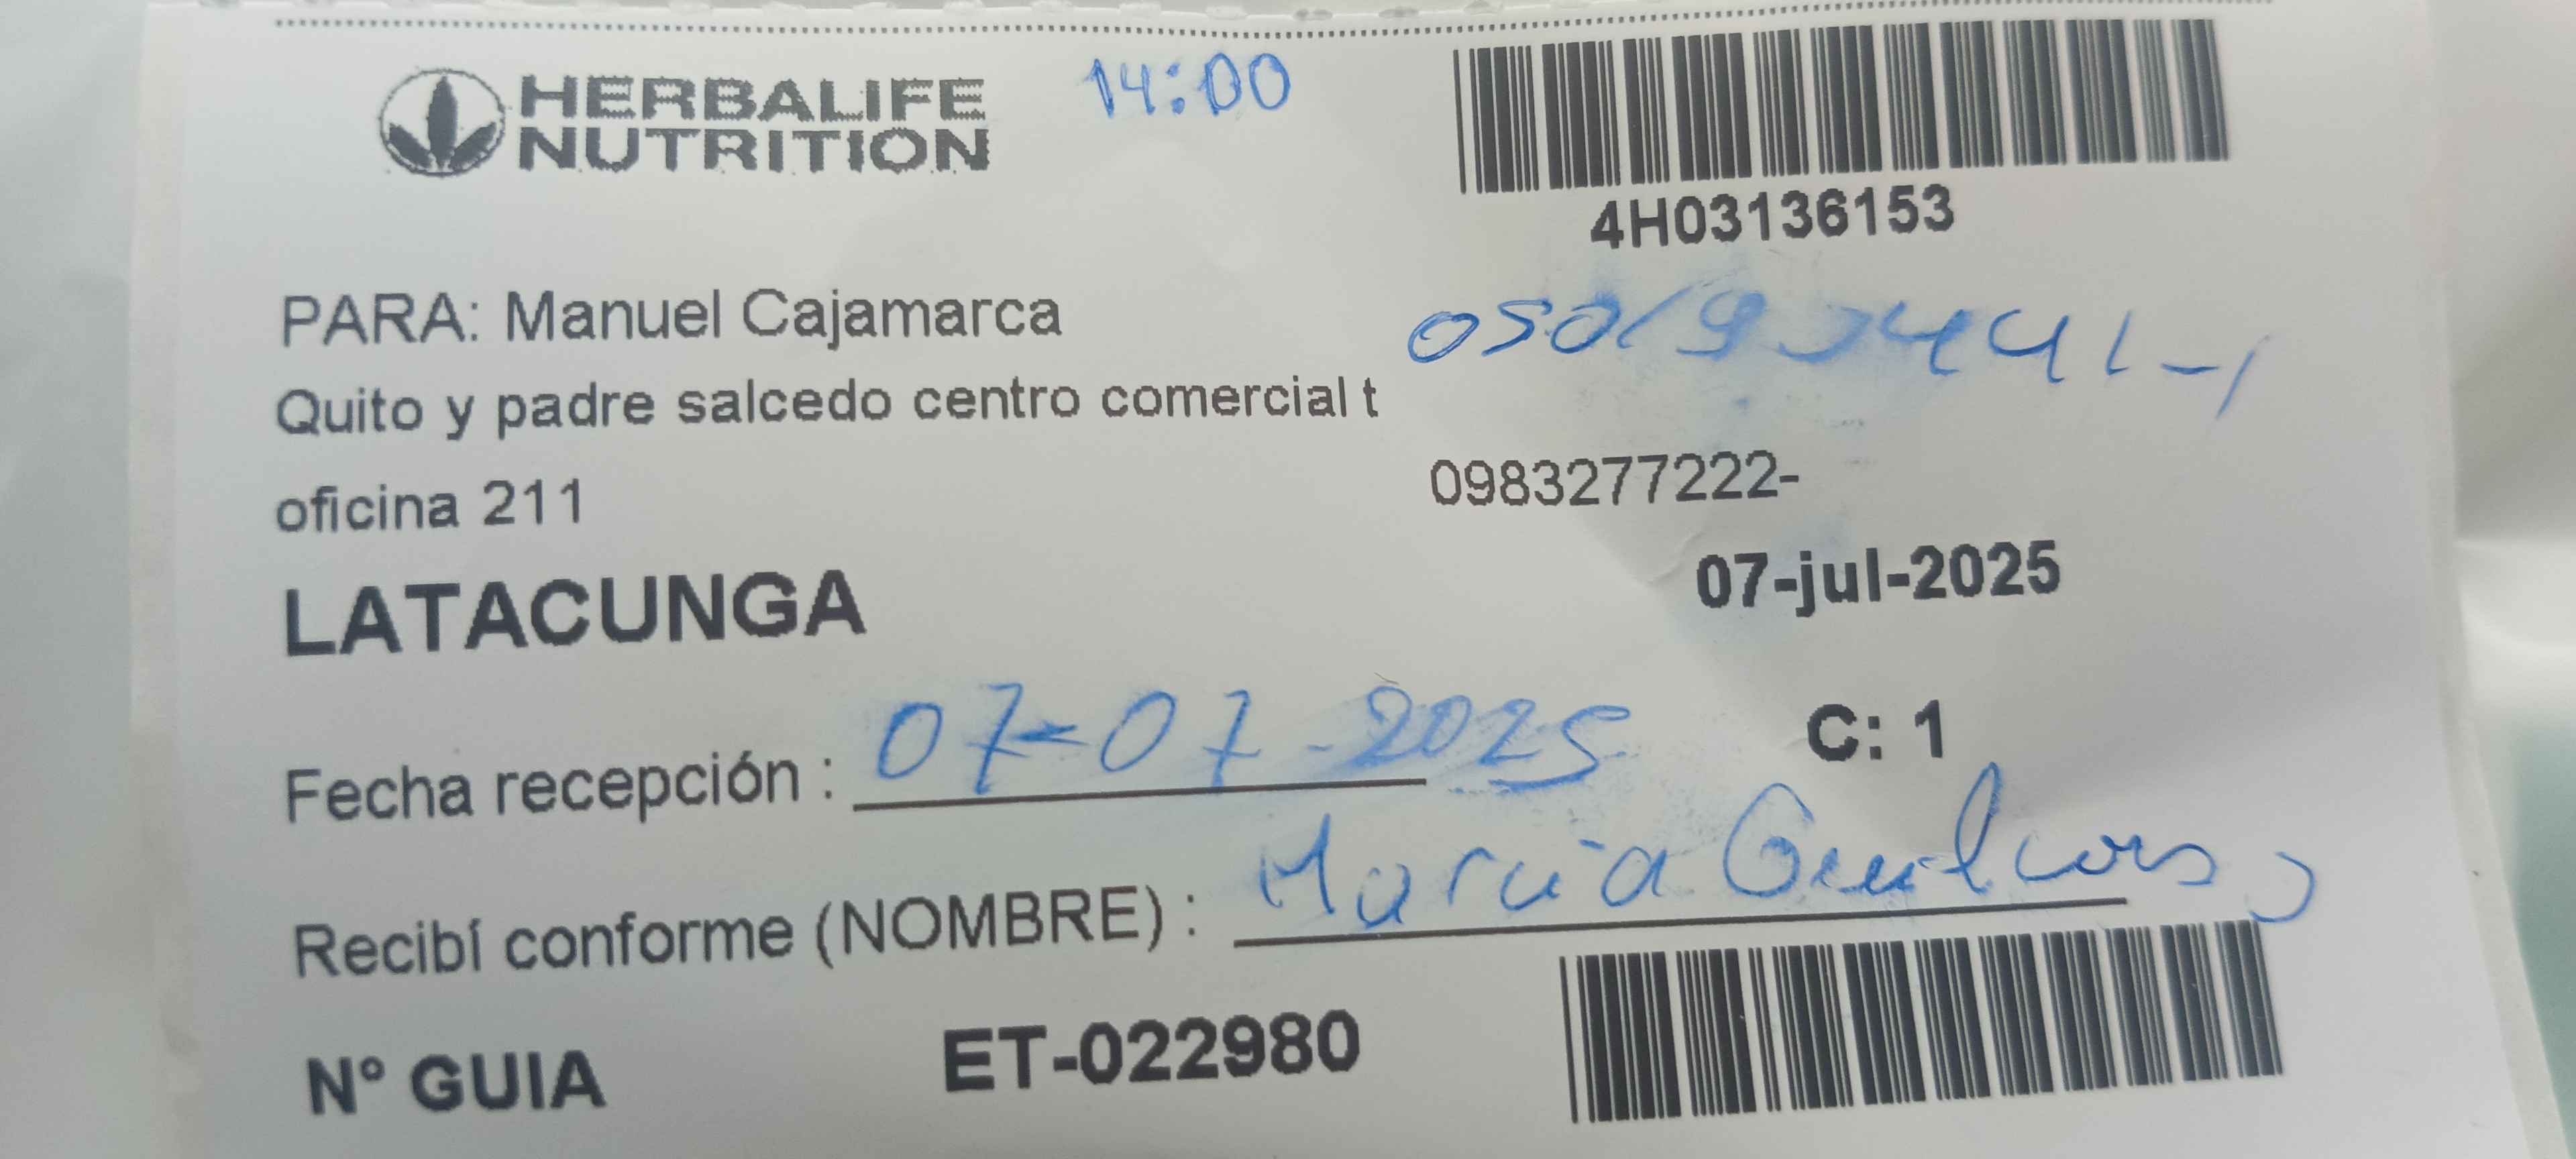 HERBALIFE
NUTRITION
14:00
4H03136153
PARA: Manuel Cajamarca
Quito y padre salcedo centro comercial t
0983277222-
oficina 211
07-jul-2025
LATACUNGA
C: 1
Fecha recepción : 07-07-2025
Recibí conforme (NOMBRE) :
N° GUIA ET-022980